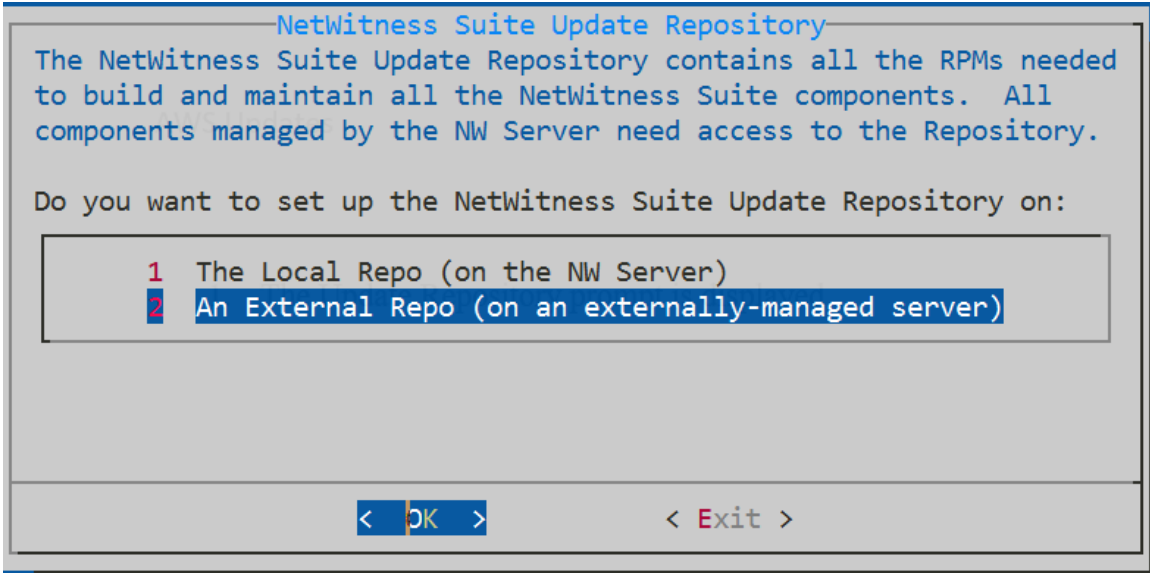 NetWitness Suite Update Repository
The NetWitness Suite Update Repository contains all the RPMs needed
to build and maintain all the NetWitness Suite components.  All
components managed by the NW Server need access to the Repository.
AWS Updates
Do you want to set up the NetWitness Suite Update Repository on:
1  The Local Repo (on the NW Server)
2  An External Repo (on an externally-managed server)
<  OK  >  < Exit >